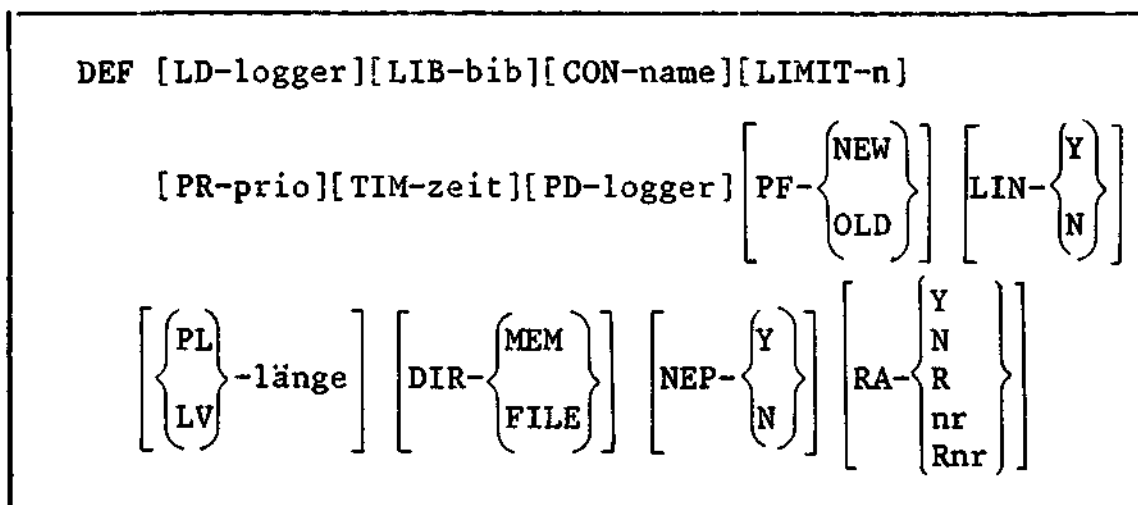 DEF [LD-logger][LIB-bib][CON-name][LIMIT-n]
[PR-prio][TIM-zeit][PD-logger][PF-{NEW OLD}] [LIN-{Y N}]
[{PL LV}-länge] [DIR-{MEM FILE}] [NEP-{Y N}] [RA-{Y N R nr Rnr}]